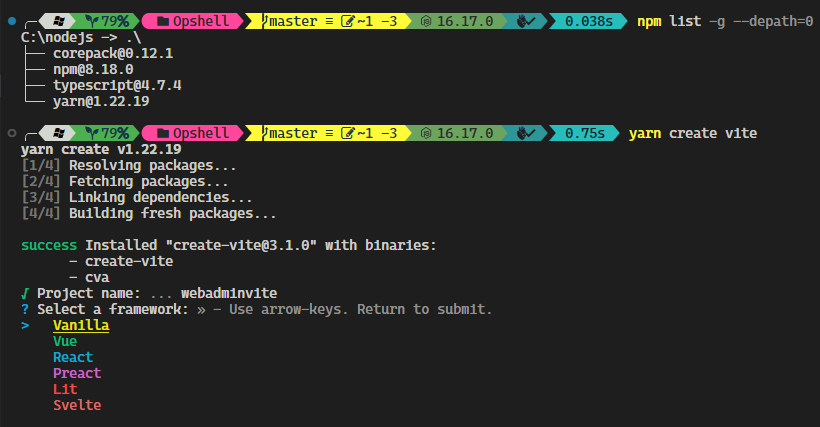 79% Opshell master ≡ ~1 -3 16.17.0 0.038s npm list -g --depath=0
C:\nodejs -> .\
├── corepack@0.12.1
├── npm@8.18.0
├── typescript@4.7.4
└── yarn@1.22.19
79% Opshell master ≡ ~1 -3 16.17.0 0.75s yarn create vite
yarn create v1.22.19
[1/4] Resolving packages...
[2/4] Fetching packages...
[3/4] Linking dependencies...
[4/4] Building fresh packages...
success Installed "create-vite@3.1.0" with binaries:
- create-vite
- cva
√ Project name: ... webadminvite
? Select a framework: » - Use arrow-keys. Return to submit.
> Vanilla
Vue
React
Preact
Lit
Svelte